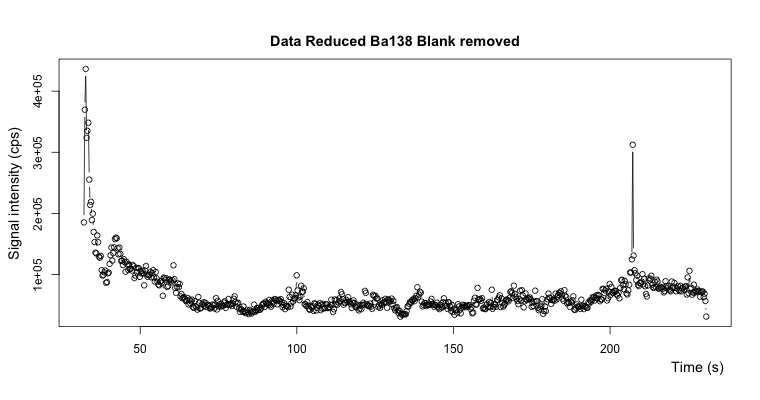 Data Reduced Ba138 Blank removed
Signal intensity (cps)
4e+05
3e+05
2e+05
1e+05
50 100 150 200
Time (s)